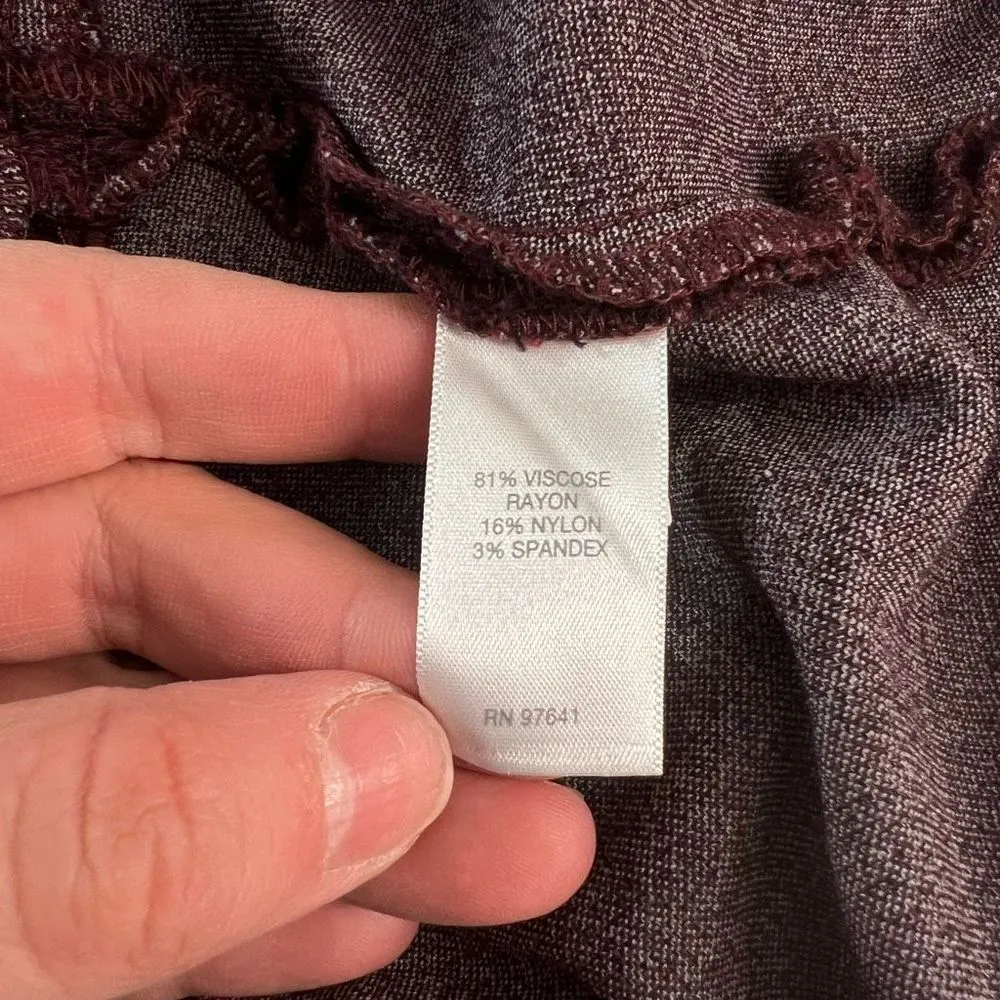 81% VISCOSE
RAYON
16% NYLON
3% SPANDEX
RN 97641